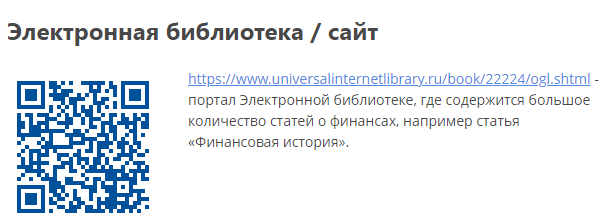 Электронная библиотека / сайт
https://www.universalinternetlibrary.ru/book/22224/ogl.shtml -
портал Электронной библиотеке, где содержится большое
количество статей о финансах, например статья
«Финансовая история».